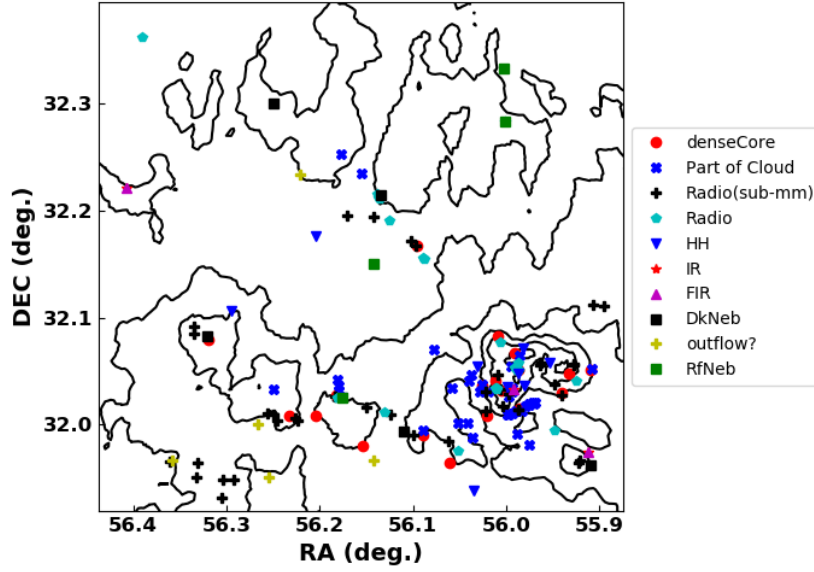 32.3
32.2
32.1
32.0
DEC (deg.)
56.4 56.3 56.2 56.1 56.0 55.9
RA (deg.)
denseCore
Part of Cloud
Radio(sub-mm)
Radio
HH
IR
FIR
DkNeb
outflow?
RfNeb